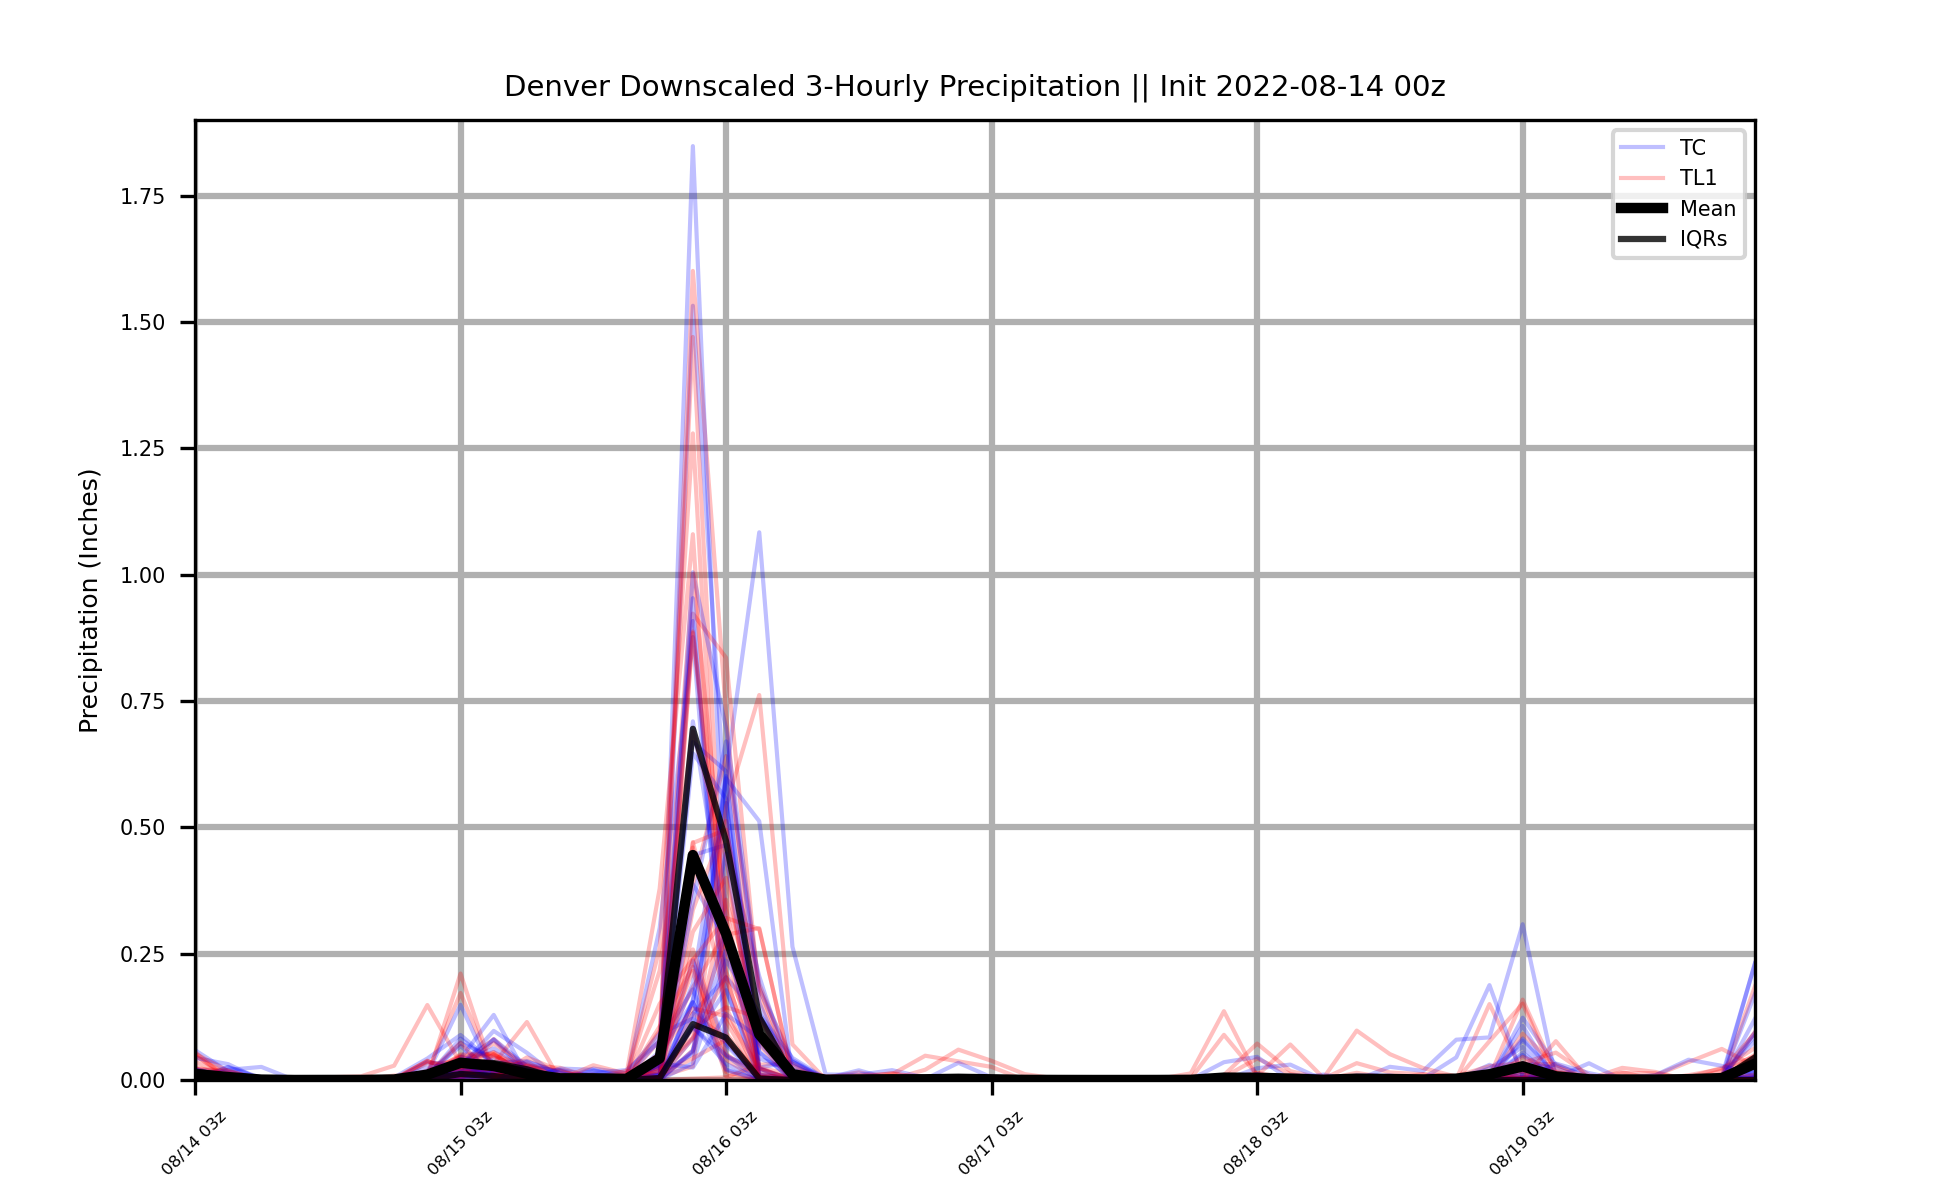 Denver Downscaled 3-Hourly Precipitation || Init 2022-08-14 00z
TC
TL1
Mean
IQRs
Precipitation (Inches)
1.75
1.50
1.25
1.00
0.75
0.50
0.25
0.00
08/14 03z
08/15 03z
08/16 03z
08/17 03z
08/18 03z
08/19 03z